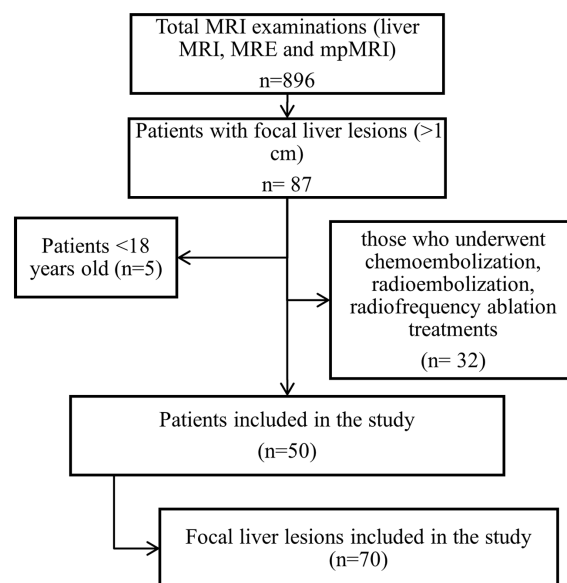 Total MRI examinations (liver
MRI, MRE and mpMRI)
n=896
Patients with focal liver lesions (>1
cm)
n= 87
Patients <18
years old (n=5)
those who underwent
chemoembolization,
radioembolization,
radiofrequency ablation
treatments
(n= 32)
Patients included in the study
(n=50)
Focal liver lesions included in the study
(n=70)